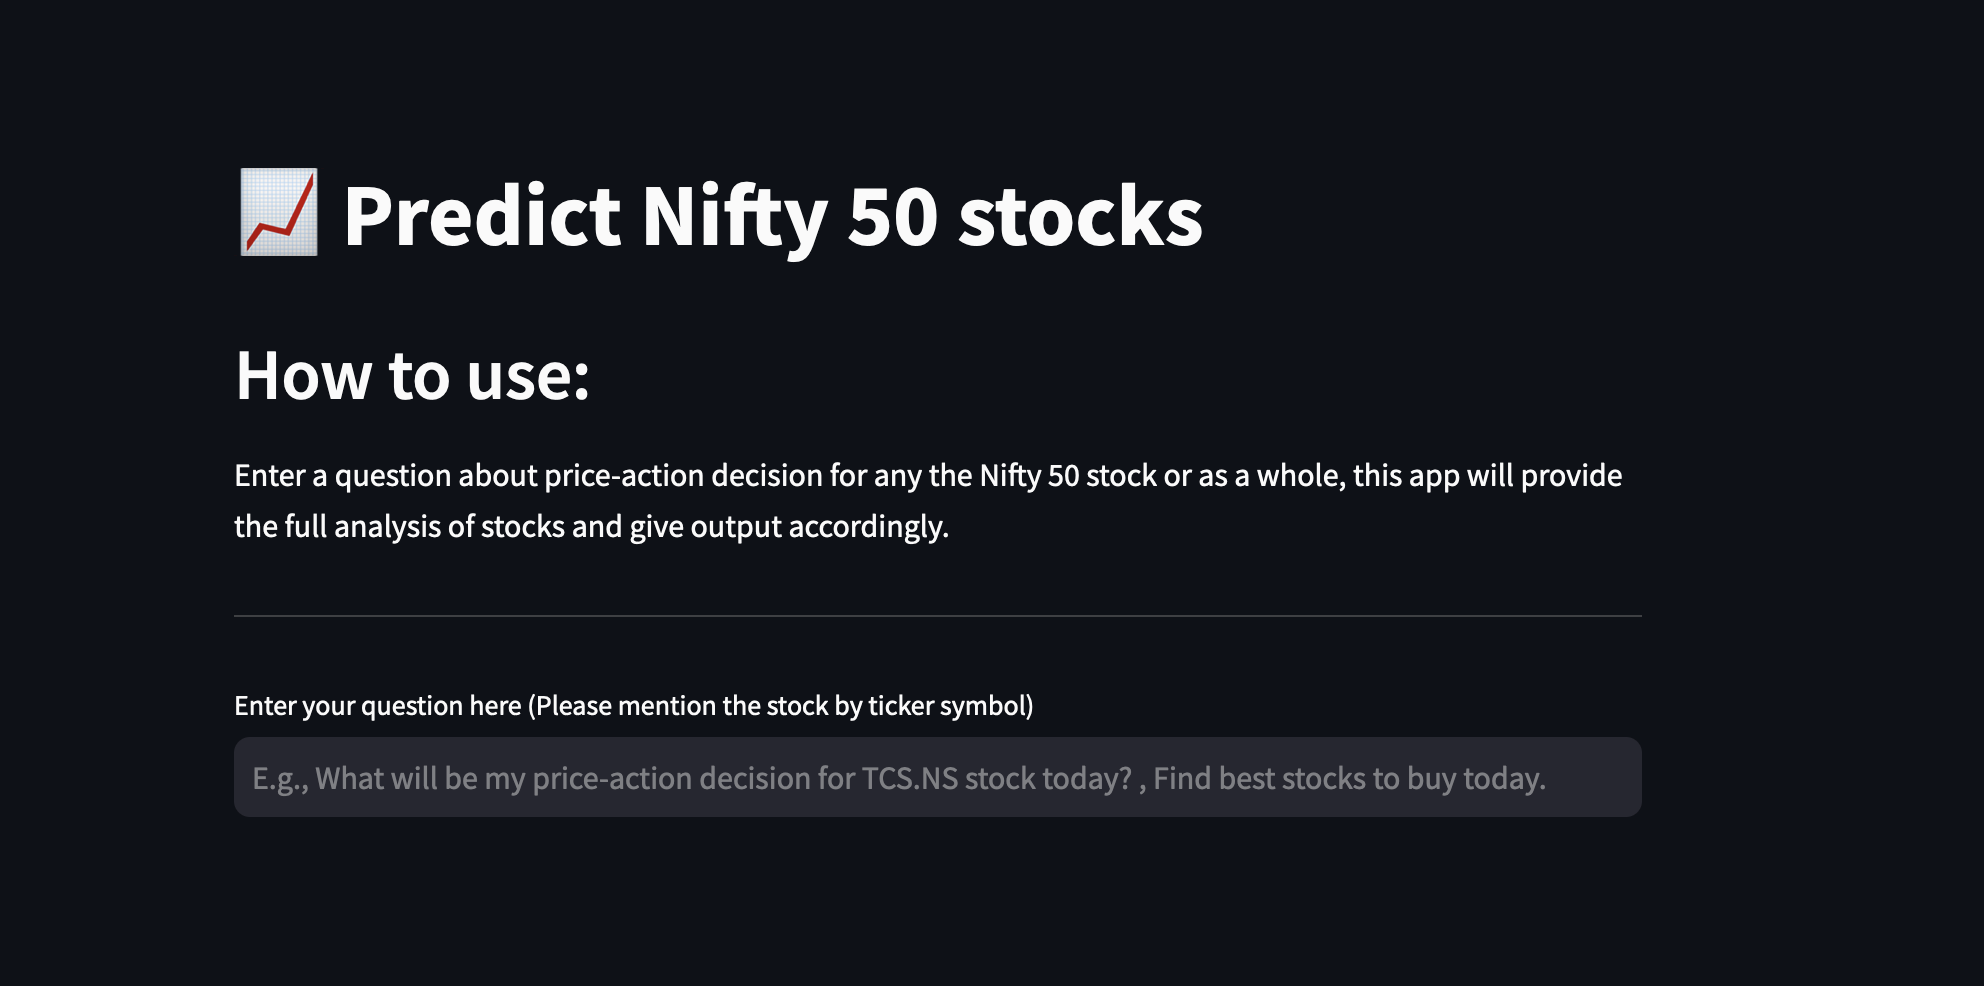 Predict Nifty 50 stocks
How to use:
Enter a question about price-action decision for any the Nifty 50 stock or as a whole, this app will provide
the full analysis of stocks and give output accordingly.
Enter your question here (Please mention the stock by ticker symbol)
E.g., What will be my price-action decision for TCS.NS stock today? , Find best stocks to buy today.